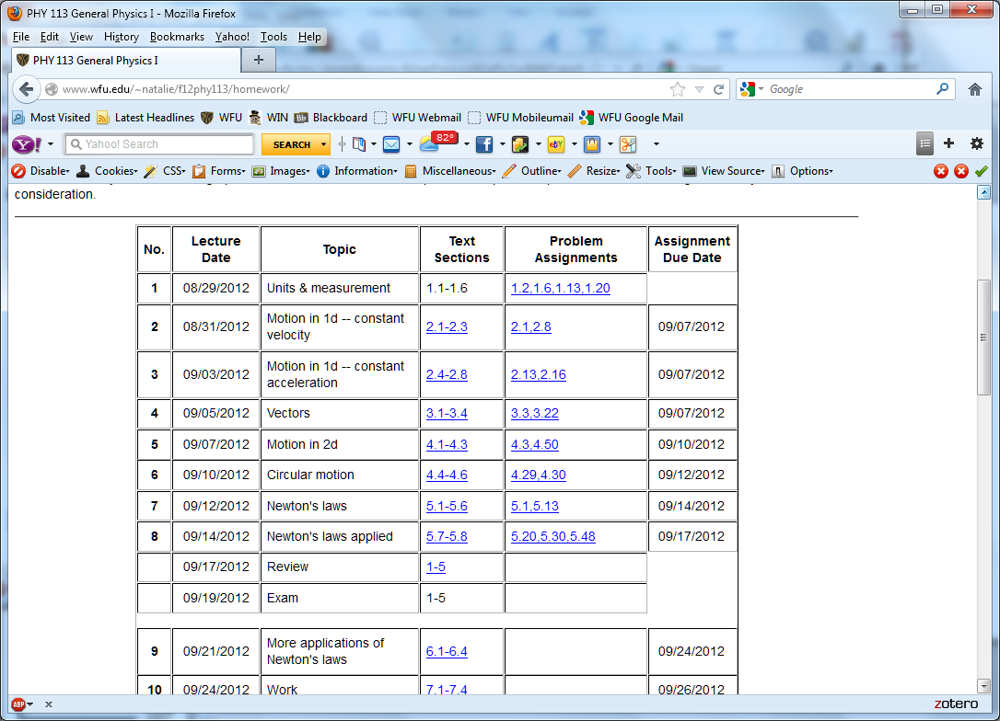 PHY 113 General Physics I - Mozilla Firefox
File Edit View History Bookmarks Yahoo! Tools Help
PHY 113 General Physics I
www.wfu.edu/~natalie/f12phy113/homework/
Google
Most Visited Latest Headlines WFU WIN Bb Blackboard WFU Webmail WFU Mobileumail WFU Google Mail
Y! Yahoo! Search SEARCH 82° eBY
Disable Cookies CSS Forms Images Information Miscellaneous Outline Resize Tools View Source Options
consideration.
No. Lecture Date Topic Text Sections Problem Assignments Assignment Due Date
1 08/29/2012 Units & measurement 1.1-1.6 1.2,1.6,1.13,1.20
2 08/31/2012 Motion in 1d -- constant velocity 2.1-2.3 2.1,2.8 09/07/2012
3 09/03/2012 Motion in 1d -- constant acceleration 2.4-2.8 2.13,2.16 09/07/2012
4 09/05/2012 Vectors 3.1-3.4 3.3,3.22 09/07/2012
5 09/07/2012 Motion in 2d 4.1-4.3 4.3,4.50 09/10/2012
6 09/10/2012 Circular motion 4.4-4.6 4.29,4.30 09/12/2012
7 09/12/2012 Newton's laws 5.1-5.6 5.1,5.13 09/14/2012
8 09/14/2012 Newton's laws applied 5.7-5.8 5.20,5.30,5.48 09/17/2012
09/17/2012 Review 1-5
09/19/2012 Exam 1-5
9 09/21/2012 More applications of Newton's laws 6.1-6.4 09/24/2012
10 09/24/2012 Work 7.1-7.4 09/26/2012
ABP zotero